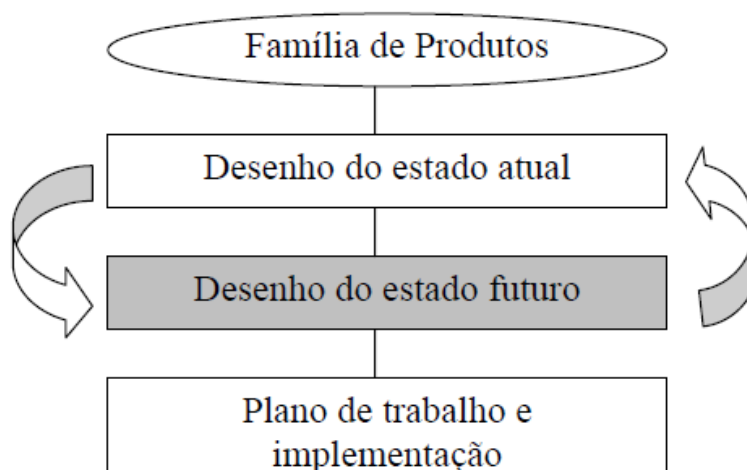 Família de Produtos
Desenho do estado atual
Desenho do estado futuro
Plano de trabalho e
implementação